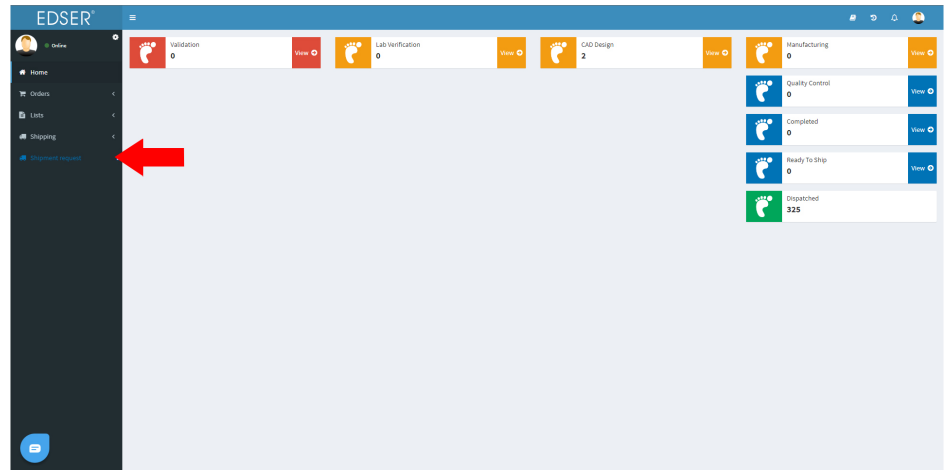 EDSER®
Online
Home
Orders
Lists
Shipping
Shipment request
Validation
0
View
Lab Verification
0
View
CAD Design
2
View
Manufacturing
0
View
Quality Control
0
View
Completed
0
View
Ready To Ship
0
View
Dispatched
325